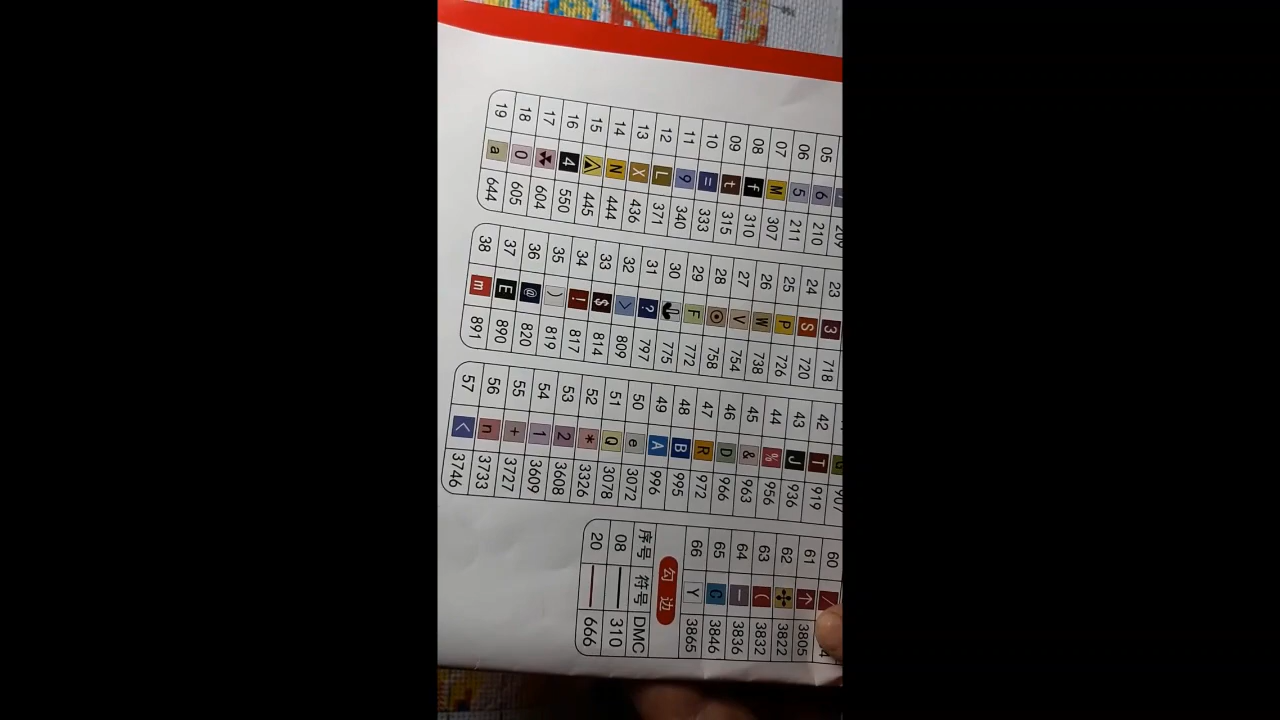 05 6 210
06 5 211
07 M 307
08 f 310
09 t 315
10 = 333
11 9 340
12 L 371
13 X 436
14 N 444
15 445
16 4 550
17 604
18 0 605
19 a 644
23 3 718
24 S 720
25 P 726
26 W 738
27 V 754
28 758
29 F 772
30 775
31 ? 797
32 809
33 $ 814
34 ! 817
35 ) 819
36 @ 820
37 E 890
38 m 891
907
42 T 919
43 J 936
44 % 956
45 & 963
46 D 966
47 R 972
48 B 995
49 A 996
50 e 3072
51 Q 3078
52 * 3326
53 2 3608
54 1 3609
55 + 3727
56 n 3733
57 3746
60
61 3805
62 3822
63 ( 3832
64 3836
65 C 3846
66 Y 3865
勾边
序号 符号 DMC
08 310
20 666